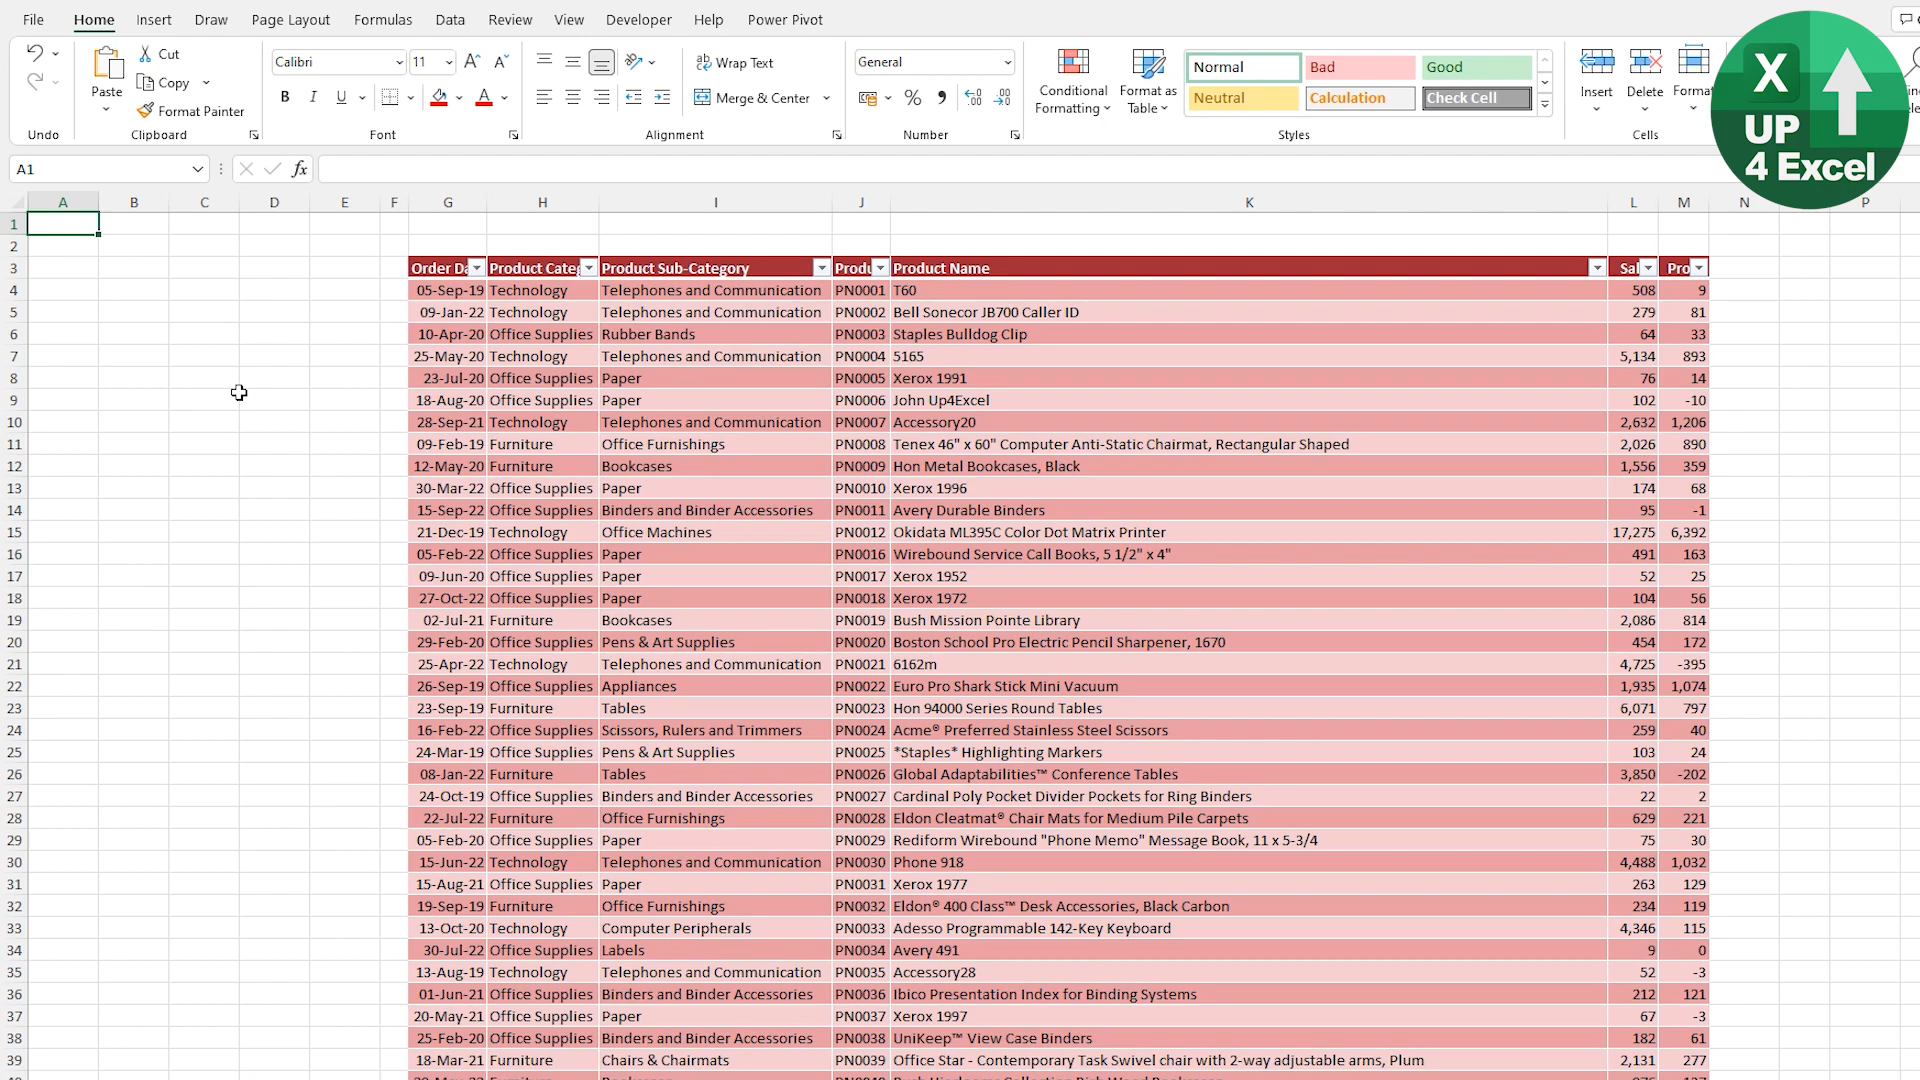 File Home Insert Draw Page Layout Formulas Data Review View Developer Help Power Pivot
X
UP
4 Excel
Cut
Copy
Format Painter
Paste
Calibri 11
B I U
Wrap Text
Merge & Center
General
Conditional Formatting
Format as Table
Normal Bad Good
Neutral Calculation Check Cell
Insert Delete Format
Undo Clipboard Font Alignment Number Styles Cells
A1 fx
A B C D E F G H I J K L M N P
1
2
3 Order Da Product Categ Product Sub-Category Produ Product Name Sal Pro
4 05-Sep-19 Technology Telephones and Communication PN0001 T60 508 9
5 09-Jan-22 Technology Telephones and Communication PN0002 Bell Sonecor JB700 Caller ID 279 81
6 10-Apr-20 Office Supplies Rubber Bands PN0003 Staples Bulldog Clip 64 33
7 25-May-20 Technology Telephones and Communication PN0004 5165 5,134 893
8 23-Jul-20 Office Supplies Paper PN0005 Xerox 1991 76 14
9 18-Aug-20 Office Supplies Paper PN0006 John Up4Excel 102 -10
10 28-Sep-21 Technology Telephones and Communication PN0007 Accessory20 2,632 1,206
11 09-Feb-19 Furniture Office Furnishings PN0008 Tenex 46" x 60" Computer Anti-Static Chairmat, Rectangular Shaped 2,026 890
12 12-May-20 Furniture Bookcases PN0009 Hon Metal Bookcases, Black 1,556 359
13 30-Mar-22 Office Supplies Paper PN0010 Xerox 1996 174 68
14 15-Sep-22 Office Supplies Binders and Binder Accessories PN0011 Avery Durable Binders 95 -1
15 21-Dec-19 Technology Office Machines PN0012 Okidata ML395C Color Dot Matrix Printer 17,275 6,392
16 05-Feb-22 Office Supplies Paper PN0016 Wirebound Service Call Books, 5 1/2" x 4" 491 163
17 09-Jun-20 Office Supplies Paper PN0017 Xerox 1952 52 25
18 27-Oct-22 Office Supplies Paper PN0018 Xerox 1972 104 56
19 02-Jul-21 Furniture Bookcases PN0019 Bush Mission Pointe Library 2,086 814
20 29-Feb-20 Office Supplies Pens & Art Supplies PN0020 Boston School Pro Electric Pencil Sharpener, 1670 454 172
21 25-Apr-22 Technology Telephones and Communication PN0021 6162m 4,725 -395
22 26-Sep-19 Office Supplies Appliances PN0022 Euro Pro Shark Stick Mini Vacuum 1,935 1,074
23 23-Sep-19 Furniture Tables PN0023 Hon 94000 Series Round Tables 6,071 797
24 16-Feb-22 Office Supplies Scissors, Rulers and Trimmers PN0024 Acme® Preferred Stainless Steel Scissors 259 40
25 24-Mar-19 Office Supplies Pens & Art Supplies PN0025 *Staples* Highlighting Markers 103 24
26 08-Jan-22 Furniture Tables PN0026 Global Adaptabilities™ Conference Tables 3,850 -202
27 24-Oct-19 Office Supplies Binders and Binder Accessories PN0027 Cardinal Poly Pocket Divider Pockets for Ring Binders 22 2
28 22-Jul-22 Furniture Office Furnishings PN0028 Eldon Cleatmat® Chair Mats for Medium Pile Carpets 629 221
29 05-Feb-20 Office Supplies Paper PN0029 Rediform Wirebound "Phone Memo" Message Book, 11 x 5-3/4 75 30
30 15-Jun-22 Technology Telephones and Communication PN0030 Phone 918 4,488 1,032
31 15-Aug-21 Office Supplies Paper PN0031 Xerox 1977 263 129
32 19-Sep-19 Furniture Office Furnishings PN0032 Eldon® 400 Class™ Desk Accessories, Black Carbon 234 119
33 13-Oct-20 Technology Computer Peripherals PN0033 Adesso Programmable 142-Key Keyboard 4,346 115
34 30-Jul-22 Office Supplies Labels PN0034 Avery 491 9 0
35 13-Aug-19 Technology Telephones and Communication PN0035 Accessory28 52 -3
36 01-Jun-21 Office Supplies Binders and Binder Accessories PN0036 Ibico Presentation Index for Binding Systems 212 121
37 20-May-21 Office Supplies Paper PN0037 Xerox 1997 67 -3
38 25-Feb-20 Office Supplies Binders and Binder Accessories PN0038 UniKeep™ View Case Binders 182 61
39 18-Mar-21 Furniture Chairs & Chairmats PN0039 Office Star - Contemporary Task Swivel chair with 2-way adjustable arms, Plum 2,131 277